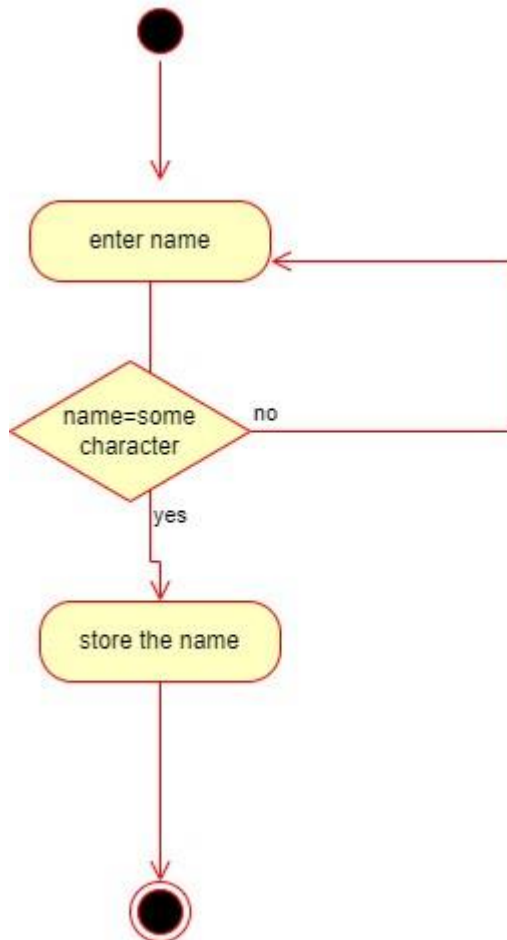 enter name
name=some
character
no
yes
store the name